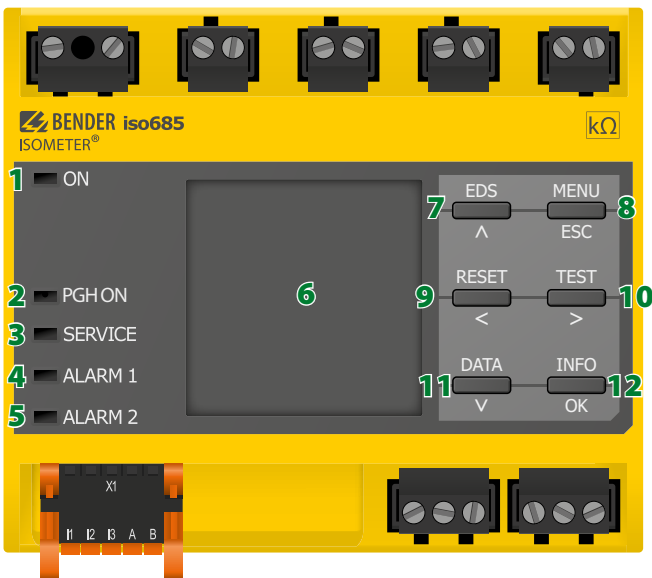 BENDER iso685
ISOMETER®
kΩ
1 ON
7 EDS MENU 8
∧ ESC
2 PGH ON
6
9 RESET TEST 10
< >
3 SERVICE
4 ALARM 1
11 DATA INFO 12
∨ OK
5 ALARM 2
X1
I1 I2 I3 A B